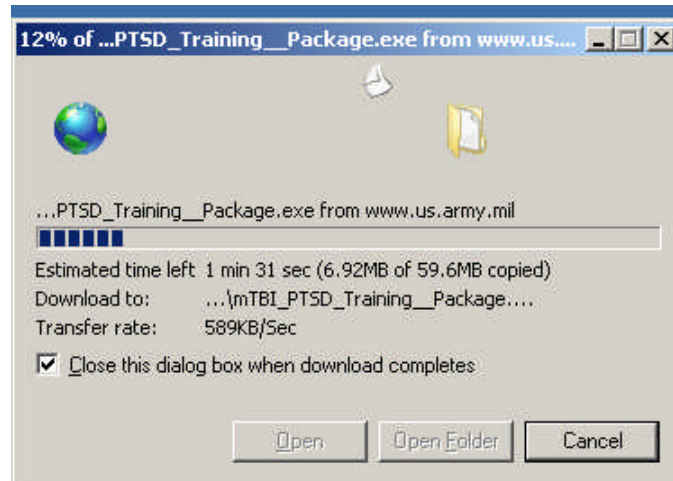 12% of ...PTSD_Training__Package.exe from www.us....
...PTSD_Training__Package.exe from www.us.army.mil
Estimated time left 1 min 31 sec (6.92MB of 59.6MB copied)
Download to: ...\mTBI_PTSD_Training__Package....
Transfer rate: 589KB/Sec
Close this dialog box when download completes
Open Open Folder Cancel